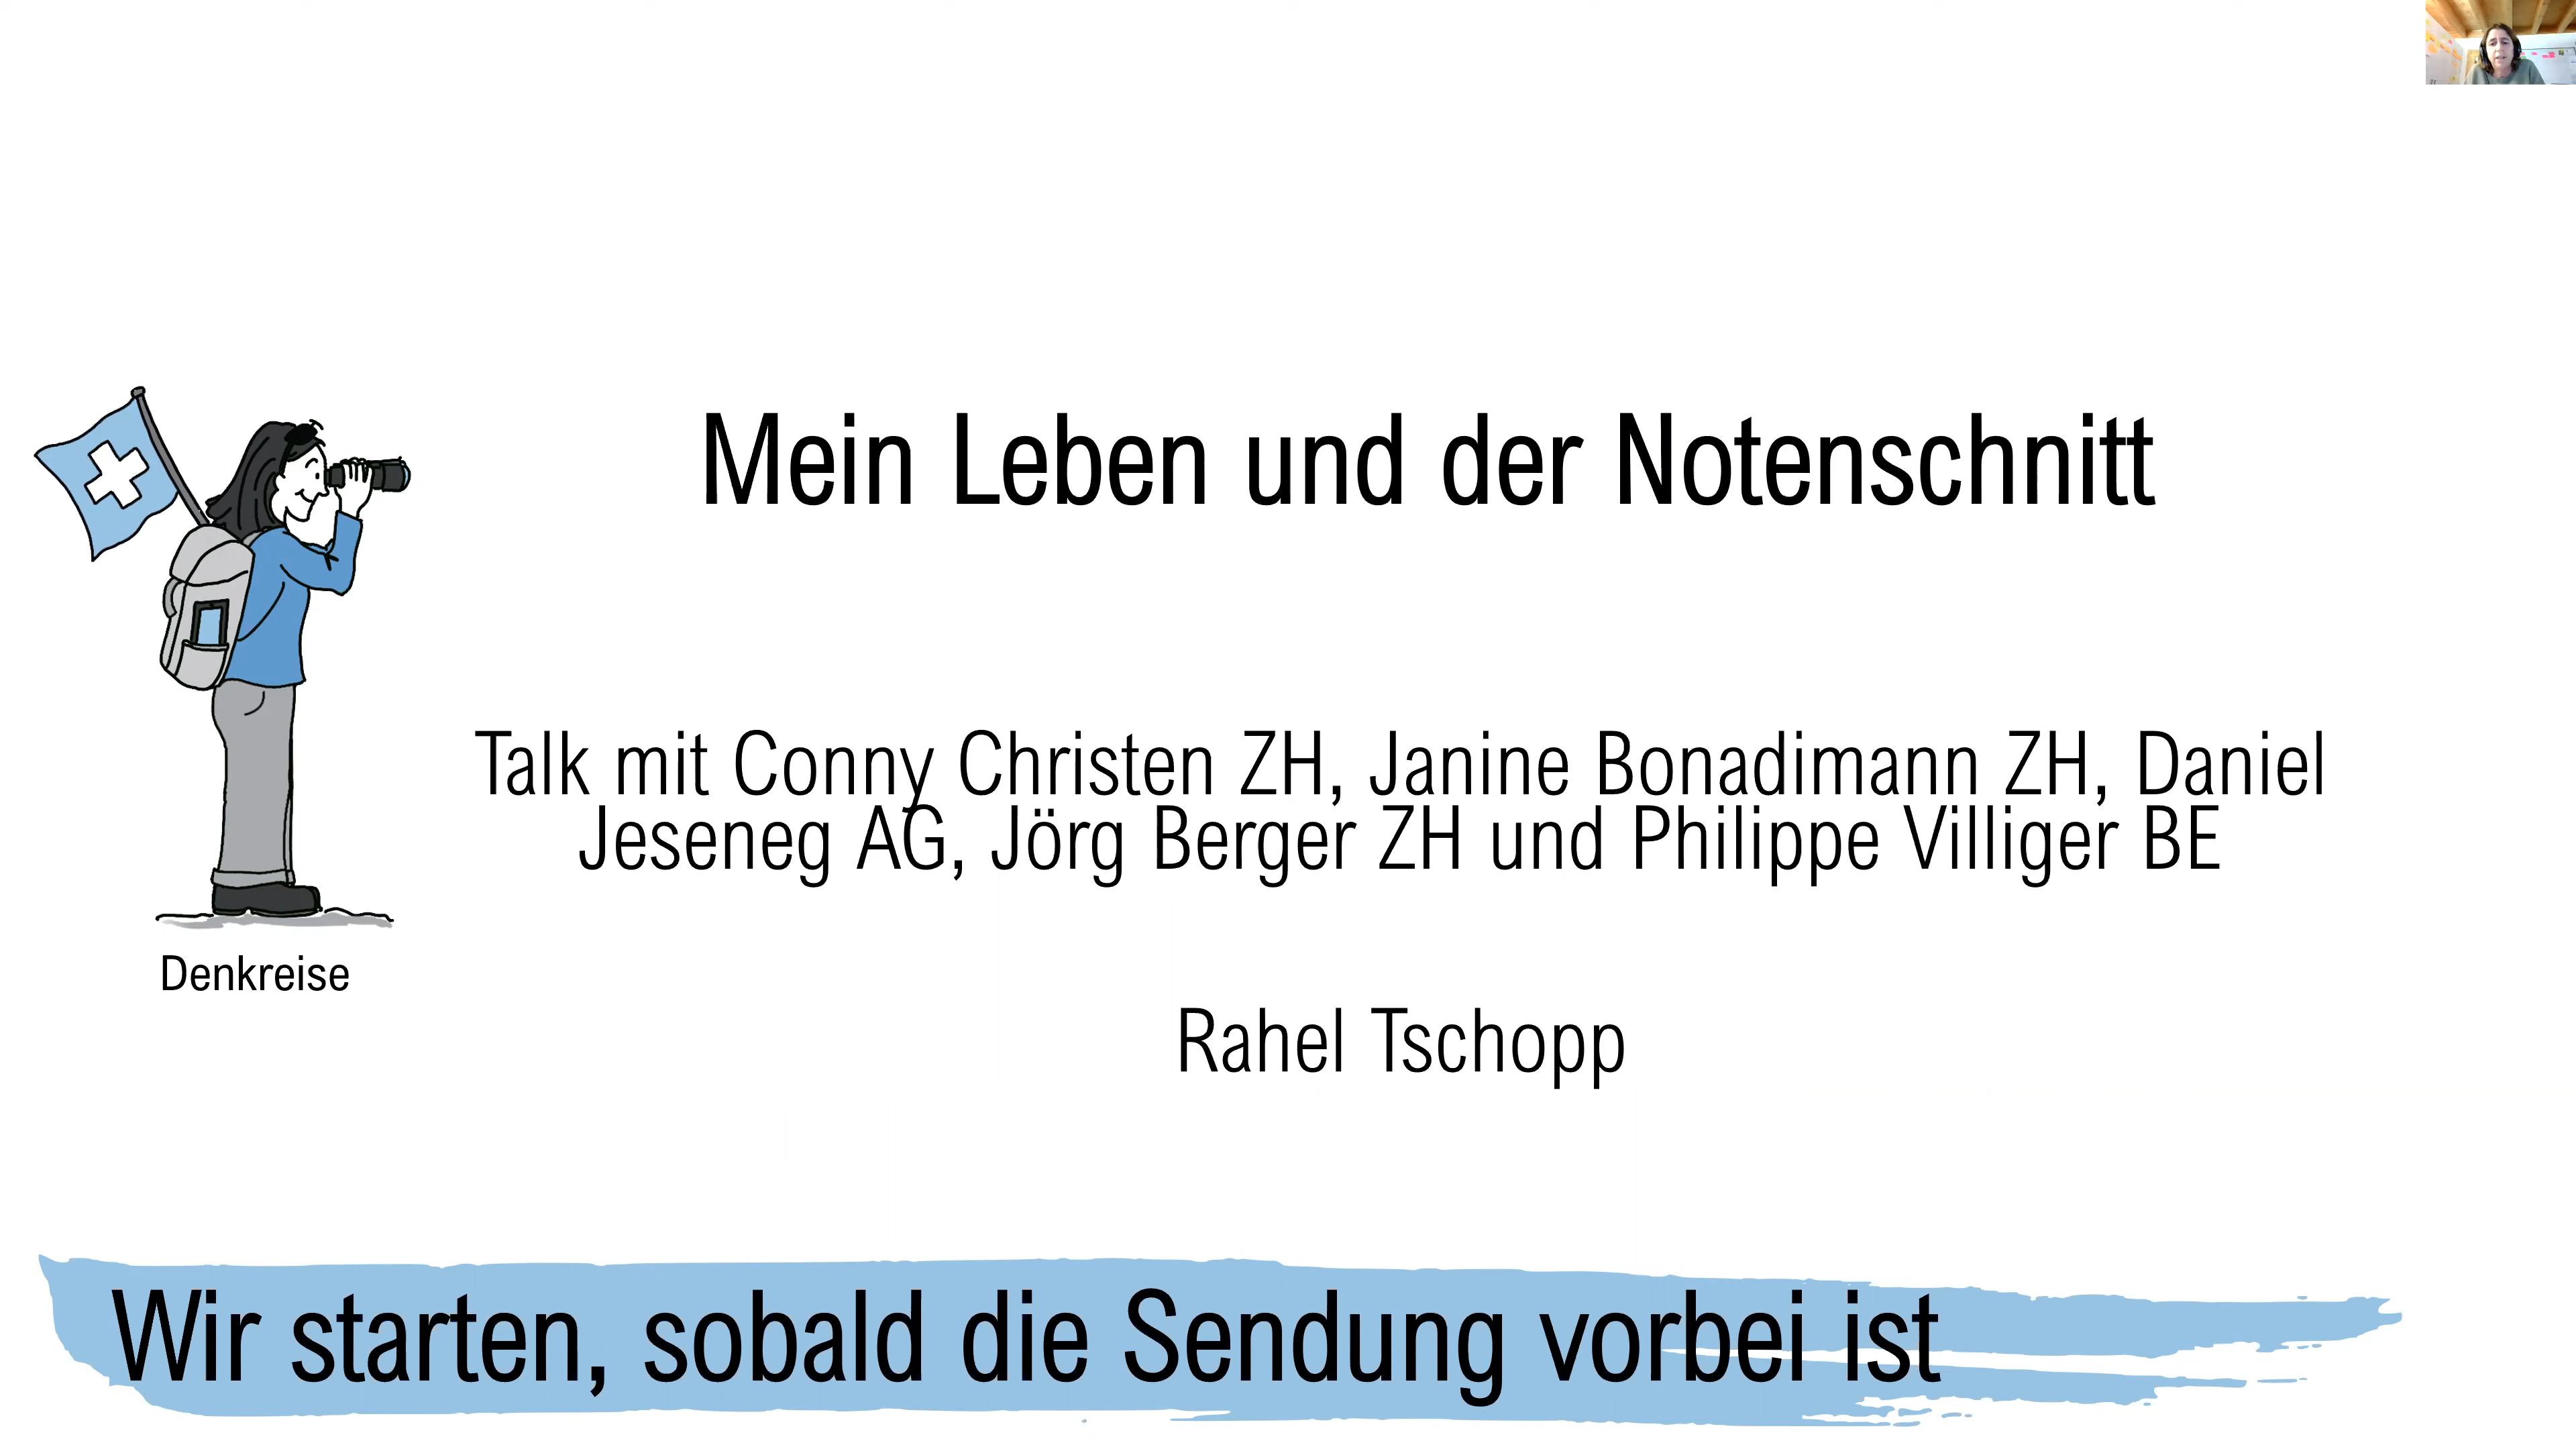 Mein Leben und der Notenschnitt
Talk mit Conny Christen ZH, Janine Bonadimann ZH, Daniel
Jeseneg AG, Jörg Berger ZH und Philippe Villiger BE
Denkreise
Rahel Tschopp
Wir starten, sobald die Sendung vorbei ist